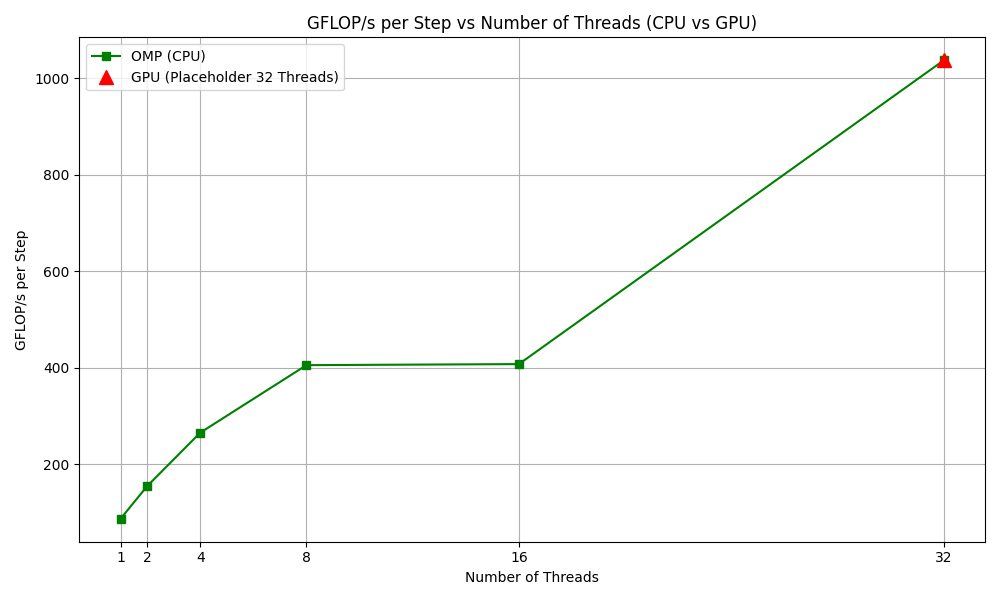 GFLOP/s per Step vs Number of Threads (CPU vs GPU)
OMP (CPU)
GPU (Placeholder 32 Threads)
GFLOP/s per Step
1000
800
600
400
200
1 2 4 8 16 32
Number of Threads